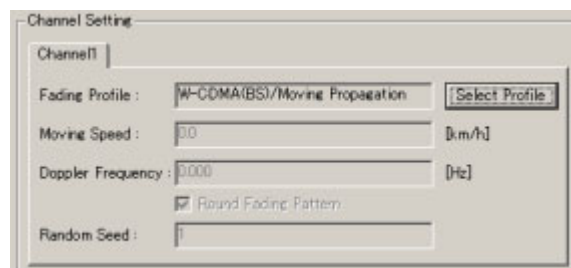 Channel Setting
Channel1
Fading Profile : W-CDMA(BS)/Moving Propagation Select Profile
Moving Speed : 0.0 [km/h]
Doppler Frequency : 0.000 [Hz]
Round Fading Pattern
Random Seed : 1